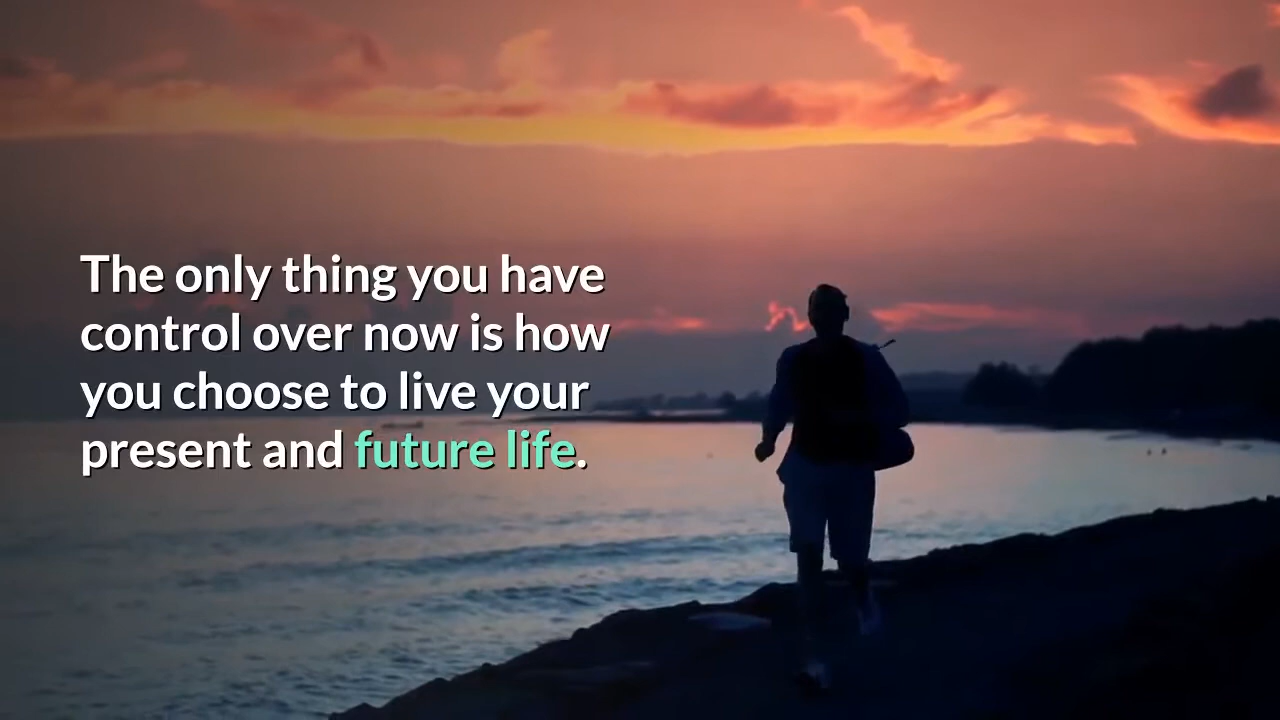 The only thing you have
control over now is how
you choose to live your
present and future life.